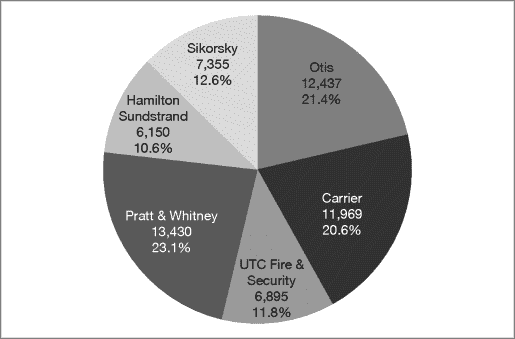 Otis
12,437
21.4%
Carrier
11,969
20.6%
UTC Fire &
Security
6,895
11.8%
Pratt & Whitney
13,430
23.1%
Hamilton
Sundstrand
6,150
10.6%
Sikorsky
7,355
12.6%